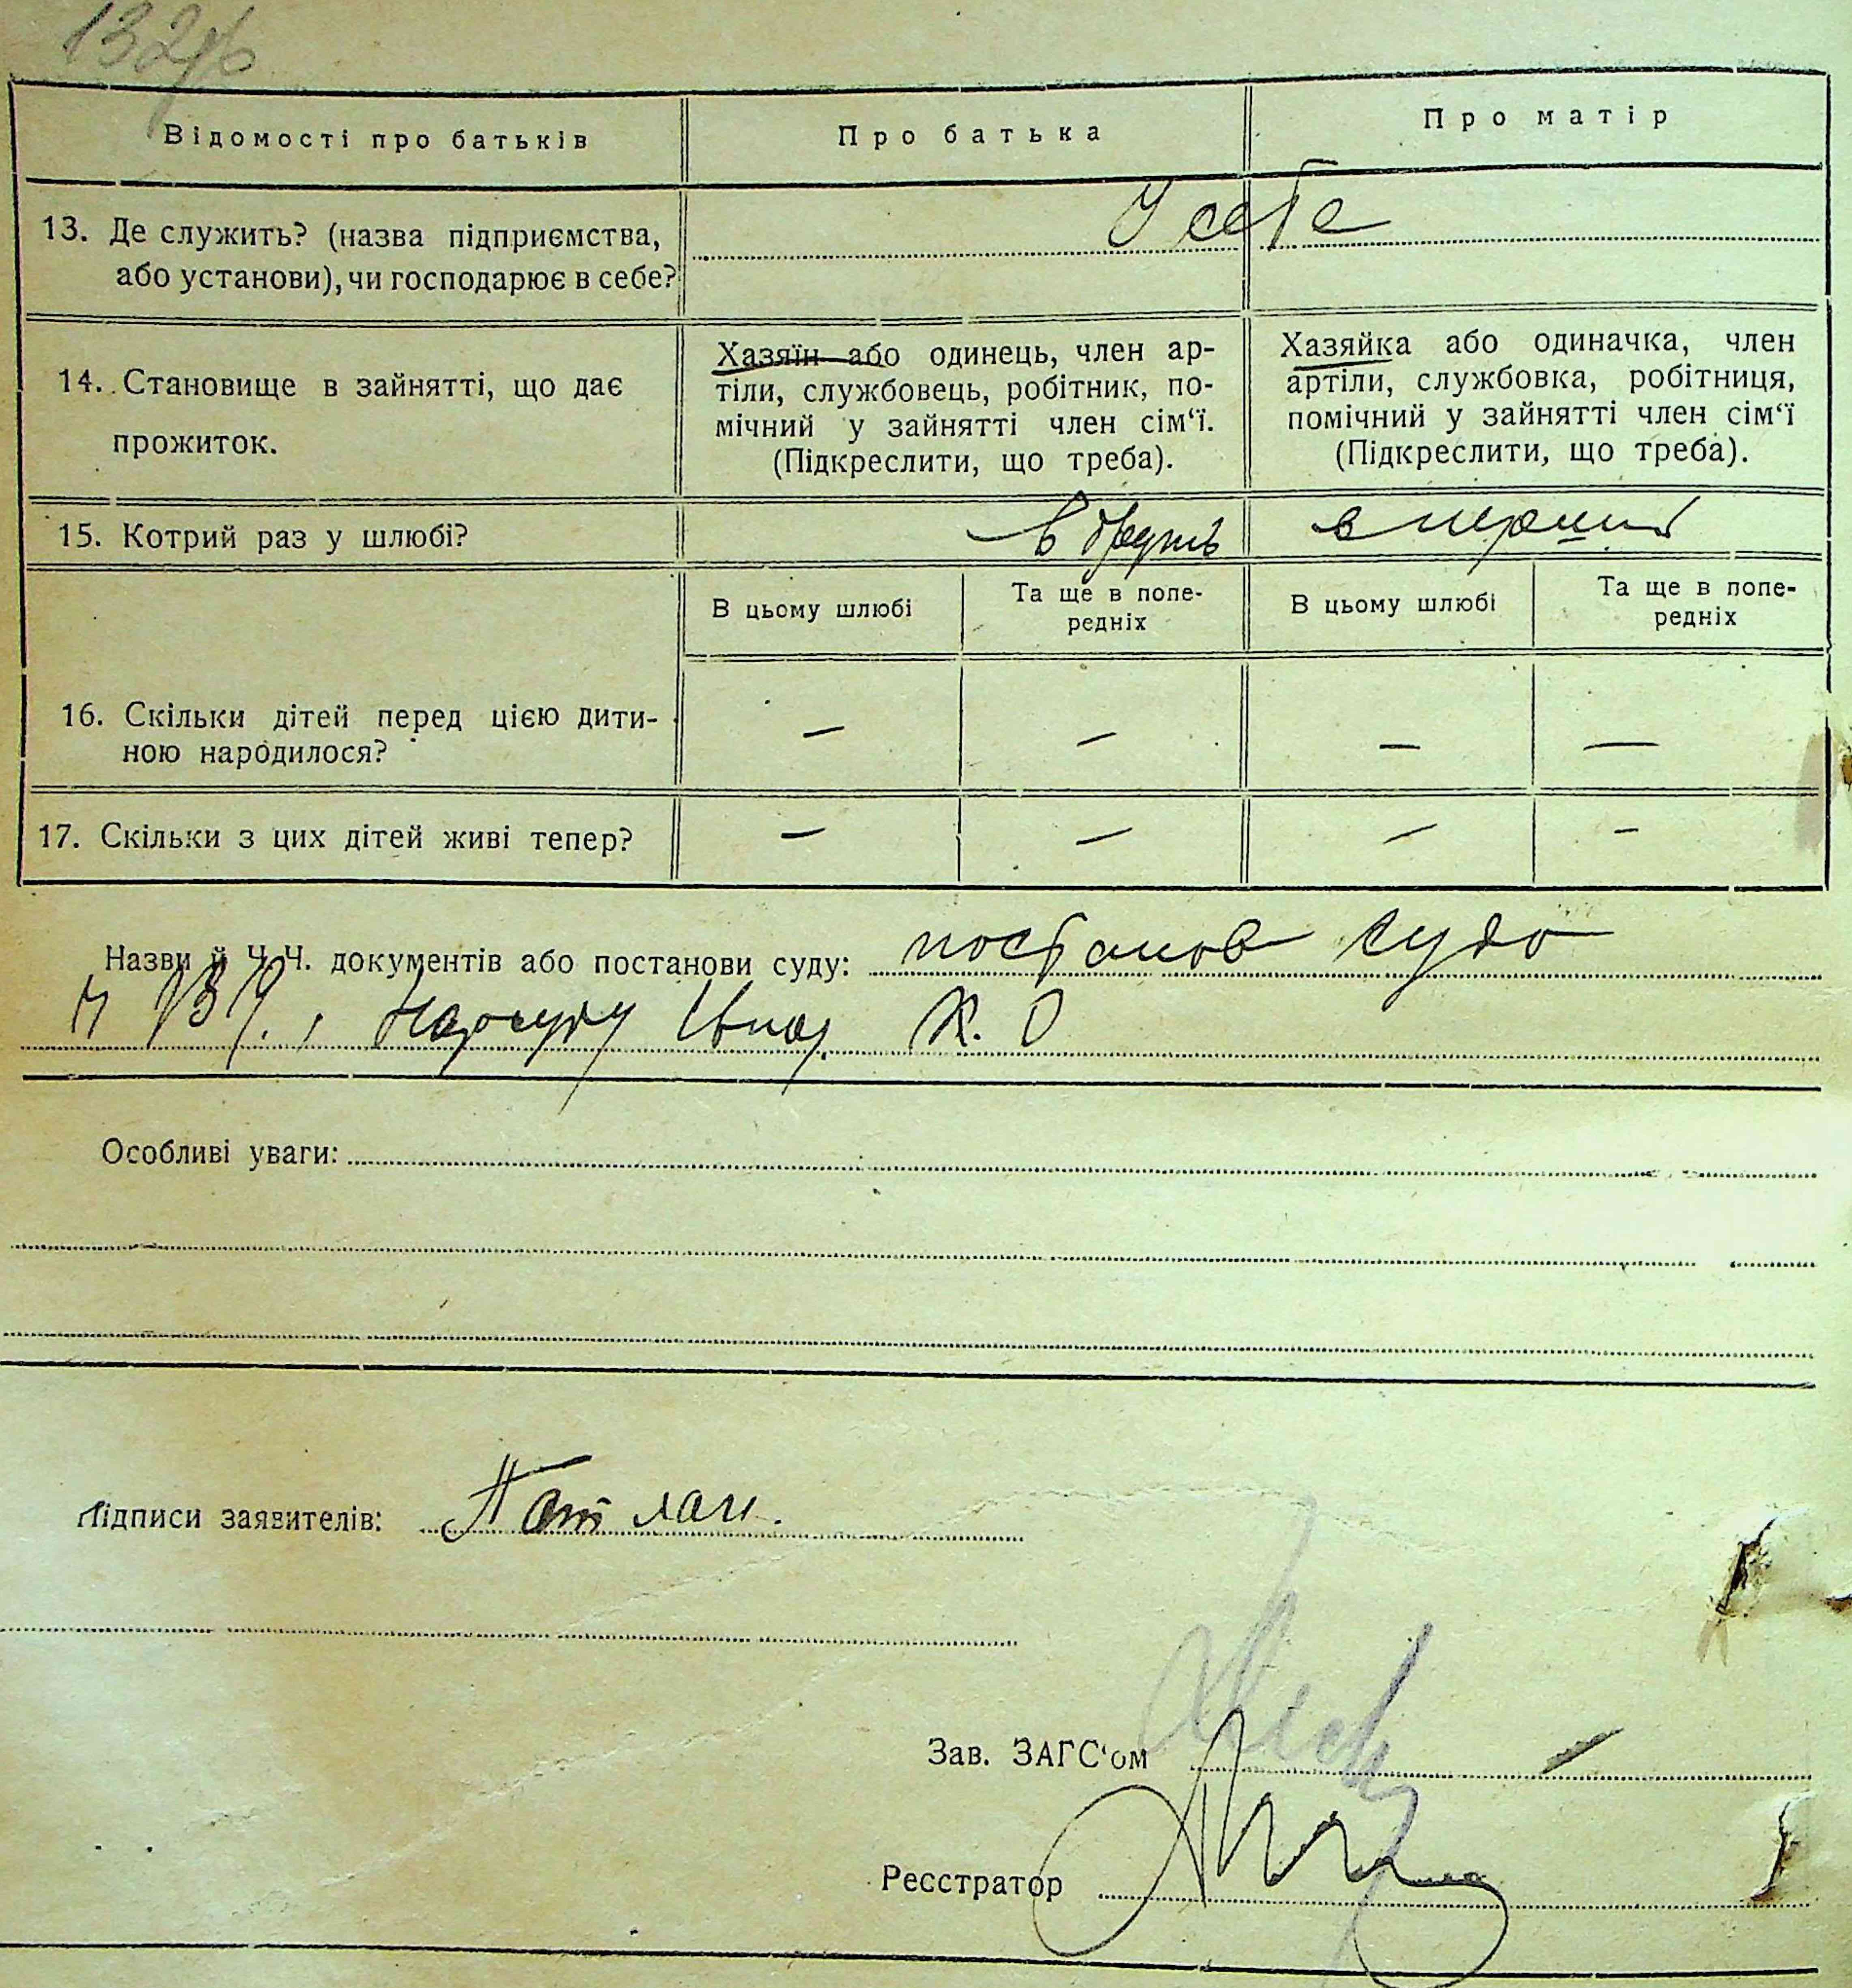 132
Відомості про батьків
Про батька
Про матір
13. Де служить? (назва підприємства,
або установи), чи господарює в себе?
У себе
14. Становище в зайнятті, що дає
прожиток.
Хазяїн або одинець, член ар-
тіли, службовець, робітник, по-
мічний у зайнятті член сім‘ї.
(Підкреслити, що треба).
Хазяйка або одиначка, член
артіли, службовка, робітниця,
помічний у зайнятті член сім‘ї
(Підкреслити, що треба).
15. Котрий раз у шлюбі?
В цьому шлюбі
Та ще в попе-
редніх
В цьому шлюбі
Та ще в попе-
редніх
16. Скільки дітей перед цією дити-
ною народилося?
— — — —
17. Скільки з цих дітей живі тепер?
— — — —
Назви й Ч.Ч. документів або постанови суду: постанов суду
Нарсуду
Особливі уваги:
Підписи заявителів:
Зав. ЗАГС‘ом
Реєстратор